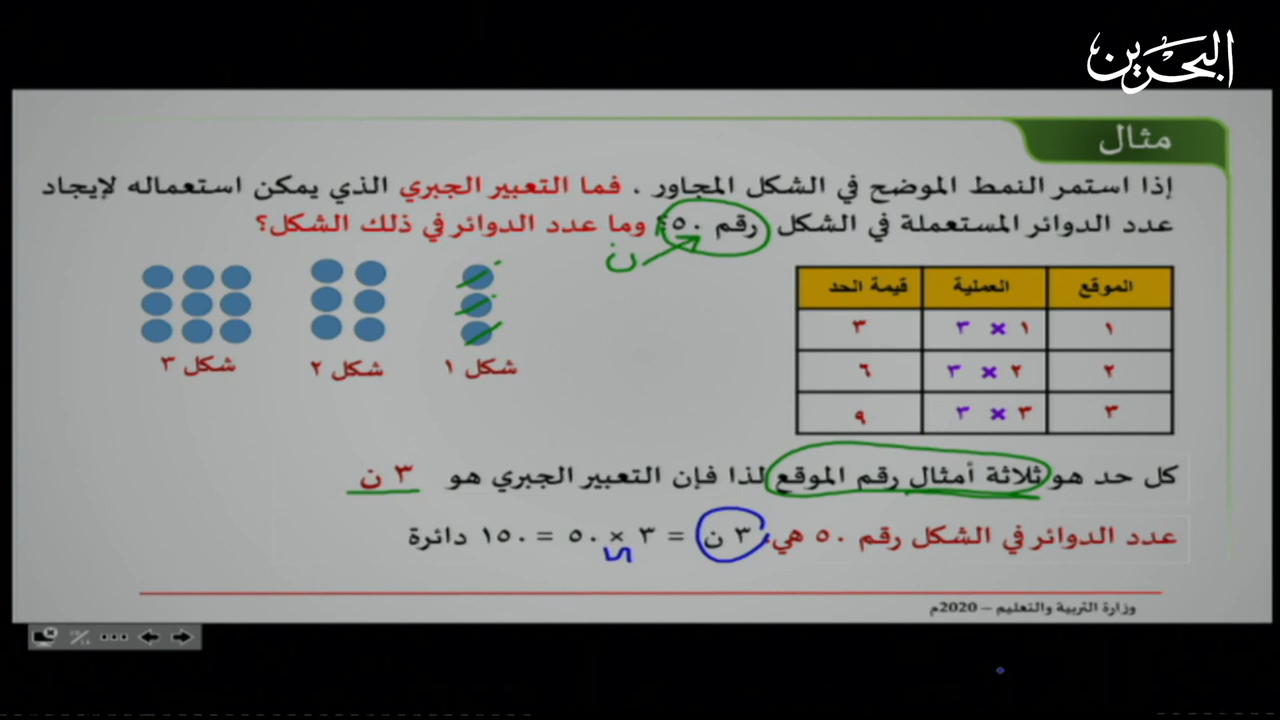 البحرين
مثال
إذا استمر النمط الموضح في الشكل المجاور . فما التعبير الجبري الذي يمكن استعماله لإيجاد
عدد الدوائر المستعملة في الشكل رقم ٥٠؟ وما عدد الدوائر في ذلك الشكل؟
ن
الموقع العملية قيمة الحد
١ ١ × ٣ ٣
٢ ٢ × ٣ ٦
٣ ٣ × ٣ ٩
شكل ١ شكل ٢ شكل ٣
كل حد هو ثلاثة أمثال رقم الموقع لذا فإن التعبير الجبري هو ٣ ن
عدد الدوائر في الشكل رقم ٥٠ هي: ٣ ن = ٣ × ٥٠ = ١٥٠ دائرة
وزارة التربية والتعليم – 2020م